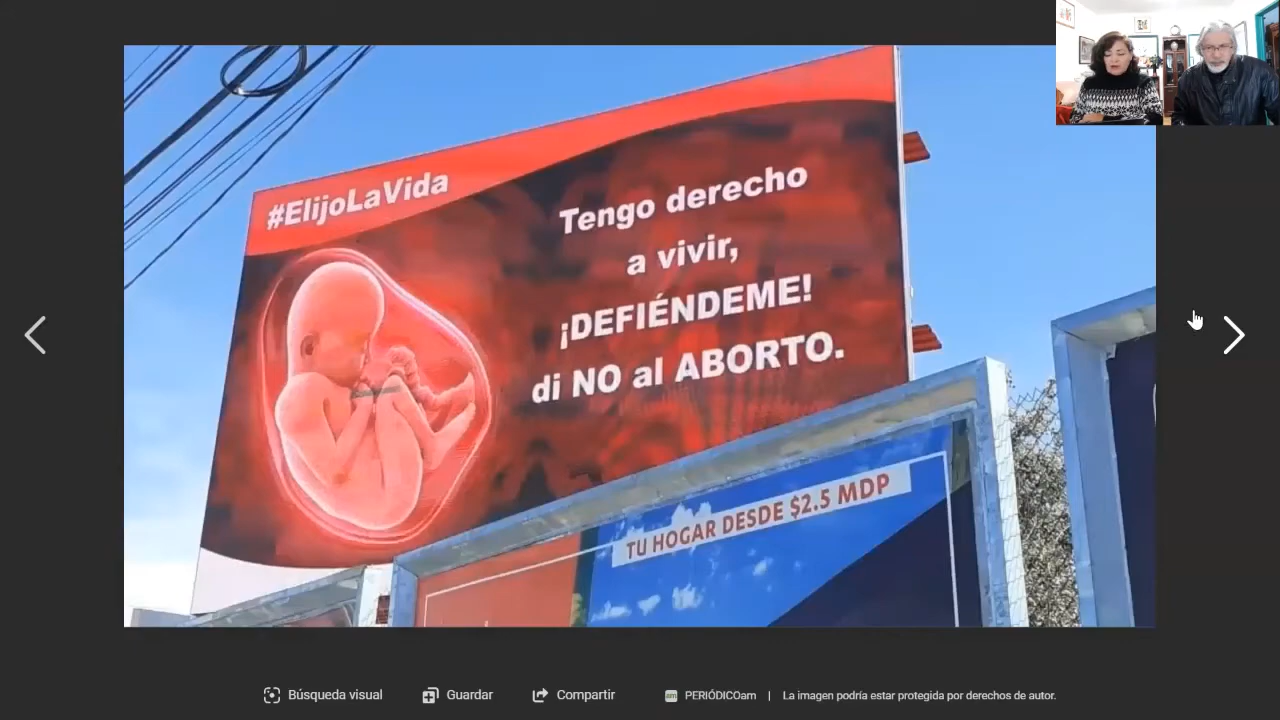 #ElijoLaVida
Tengo derecho
a vivir,
¡DEFIÉNDEME!
di NO al ABORTO.
TU HOGAR DESDE $2.5 MDP
Búsqueda visual
Guardar
Compartir
am PERIÓDICOam | La imagen podría estar protegida por derechos de autor.